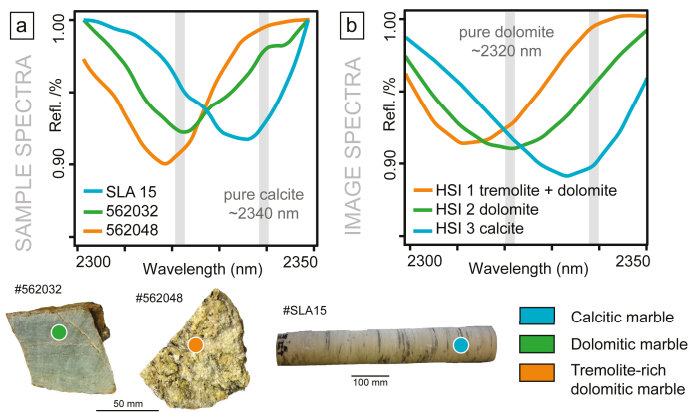 a
SAMPLE SPECTRA
Refl. /%
1.00
0.90
SLA 15
562032
562048
pure calcite
~2340 nm
2300
Wavelength (nm)
2350
b
IMAGE SPECTRA
Refl. /%
1.00
0.90
pure dolomite
~2320 nm
HSI 1 tremolite + dolomite
HSI 2 dolomite
HSI 3 calcite
2300
Wavelength (nm)
2350
#562032
#562048
50 mm
#SLA15
100 mm
Calcitic marble
Dolomitic marble
Tremolite-rich
dolomitic marble